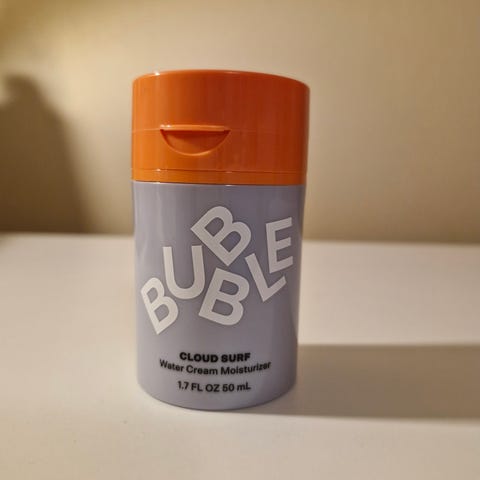 BUBBLE
CLOUD SURF
Water Cream Moisturizer
1.7 FL OZ 50 mL